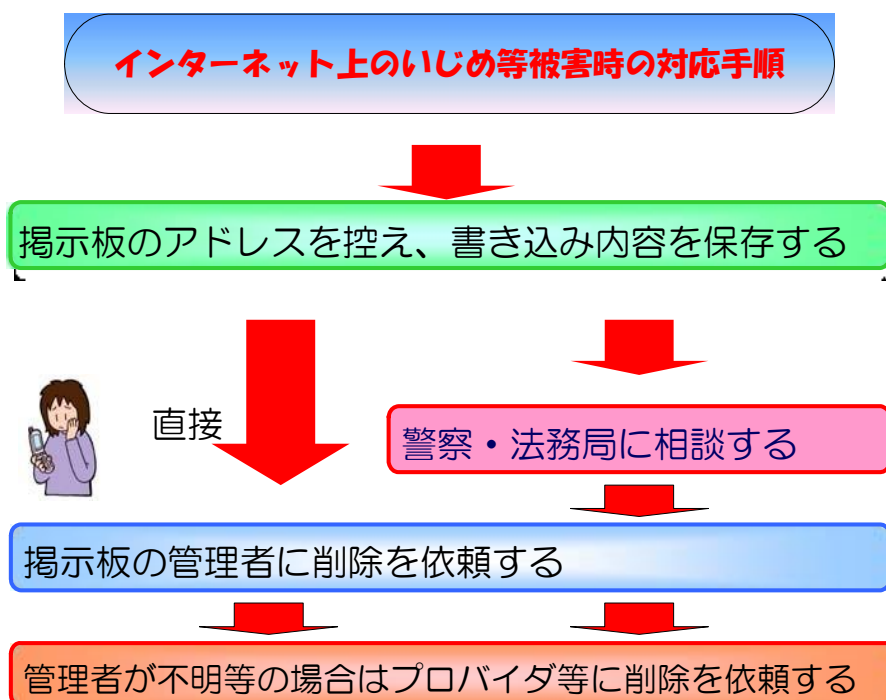 インターネット上のいじめ等被害時の対応手順
掲示板のアドレスを控え、書き込み内容を保存する
直接
警察・法務局に相談する
掲示板の管理者に削除を依頼する
管理者が不明等の場合はプロバイダ等に削除を依頼する